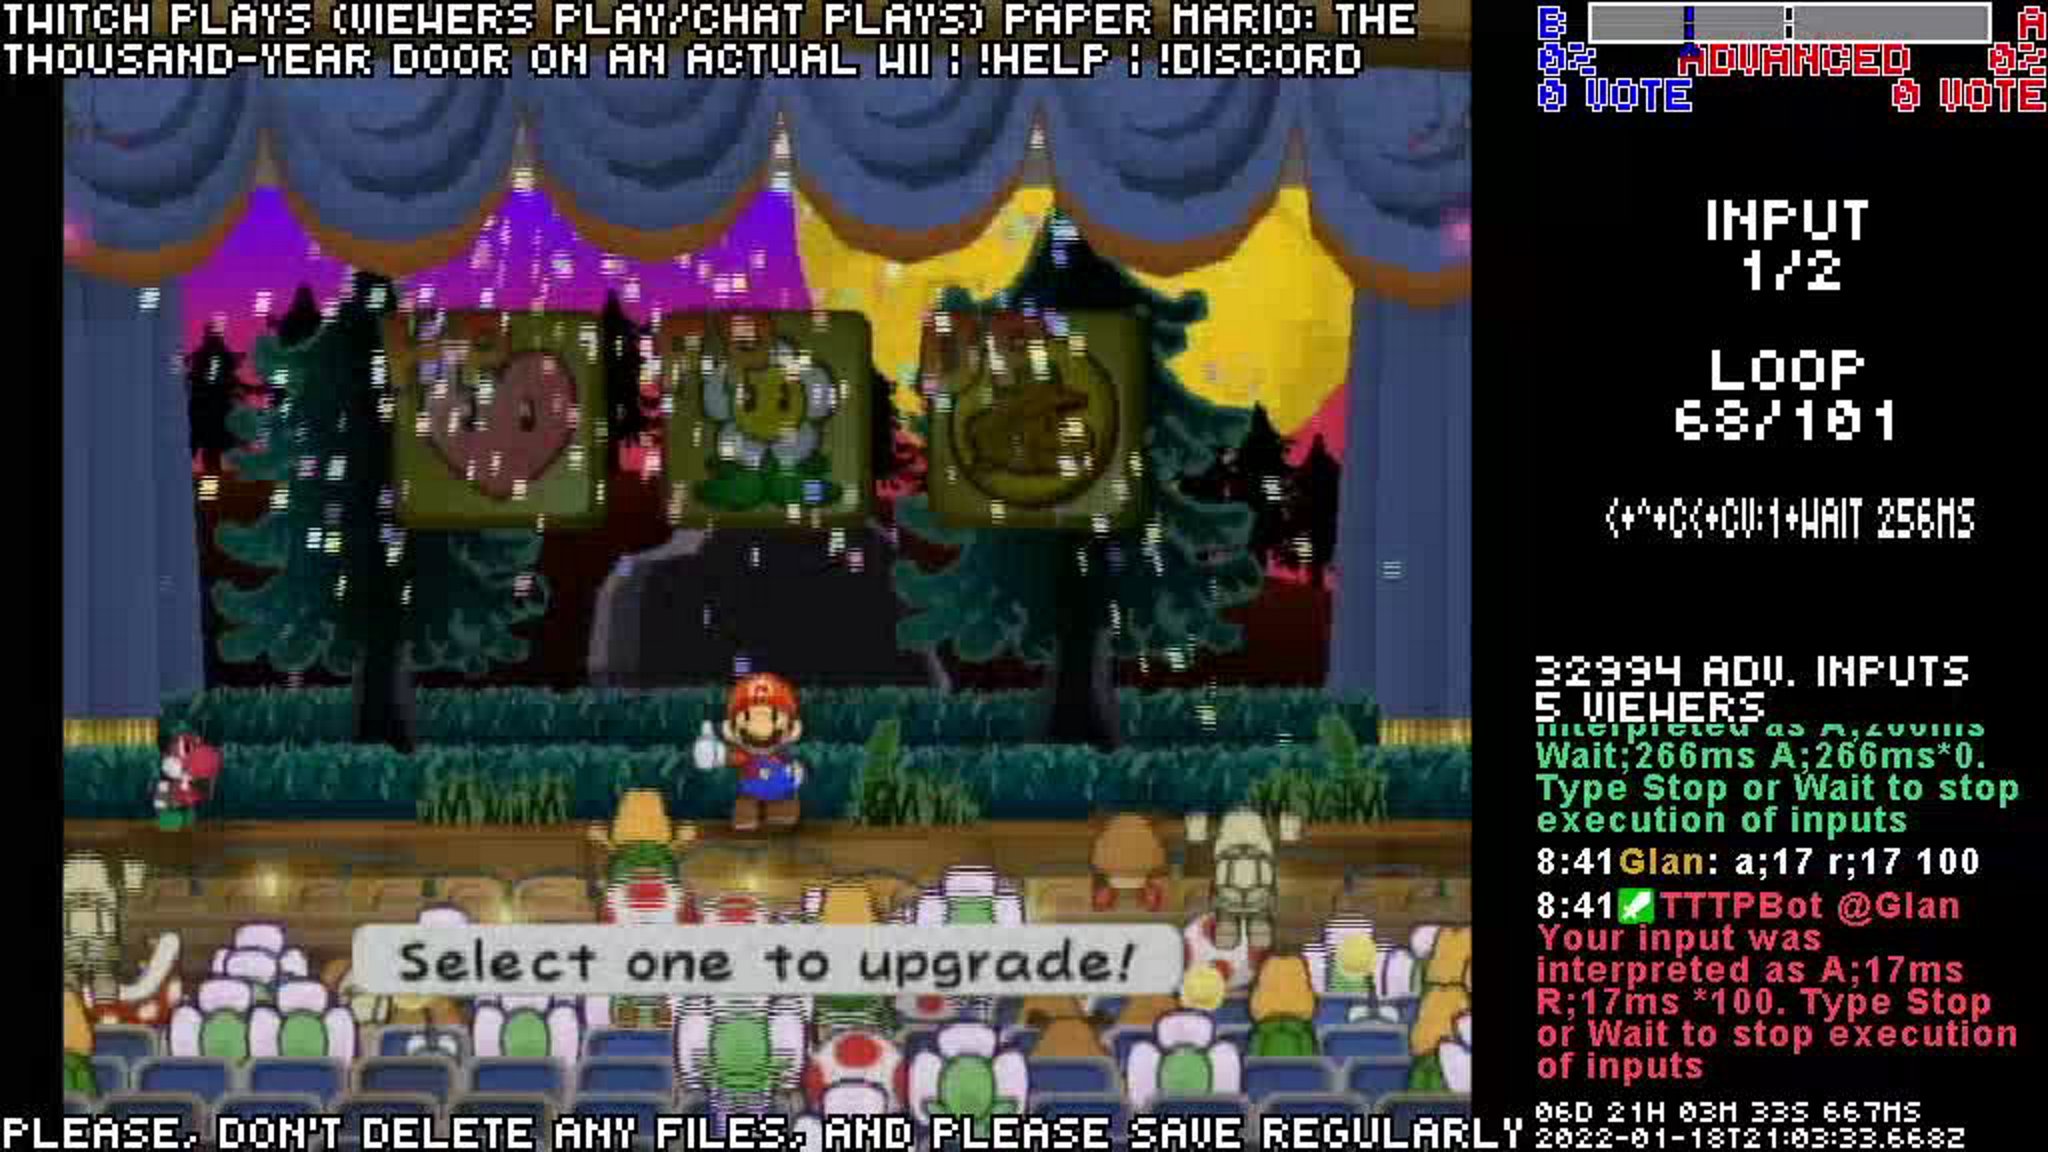 TWITCH PLAYS (VIEWERS PLAY/CHAT PLAYS) PAPER MARIO: THE
THOUSAND-YEAR DOOR ON AN ACTUAL WII ¦ !HELP ¦ !DISCORD
B A
0% ADVANCED 0%
0 VOTE 0 VOTE
INPUT
1/2
LOOP
68/101
WAIT 256MS
32994 ADV. INPUTS
5 VIEWERS
interpreted as A;266ms
Wait;266ms A;266ms*0.
Type Stop or Wait to stop
execution of inputs
8:41 Glan: a;17 r;17 100
8:41 TTTPBot @Glan
Your input was
interpreted as A;17ms
R;17ms *100. Type Stop
or Wait to stop execution
of inputs
Select one to upgrade!
PLEASE, DON'T DELETE ANY FILES, AND PLEASE SAVE REGULARLY
06D 21H 03M 33S 667MS
2022-01-18T21:03:33.668Z